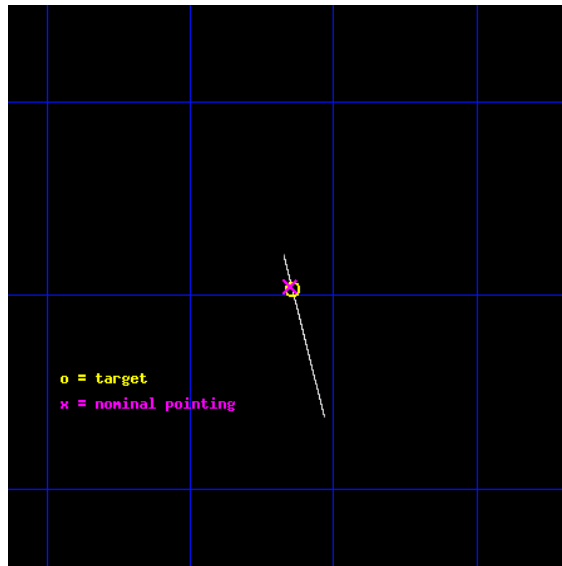 o = target
x = nominal pointing